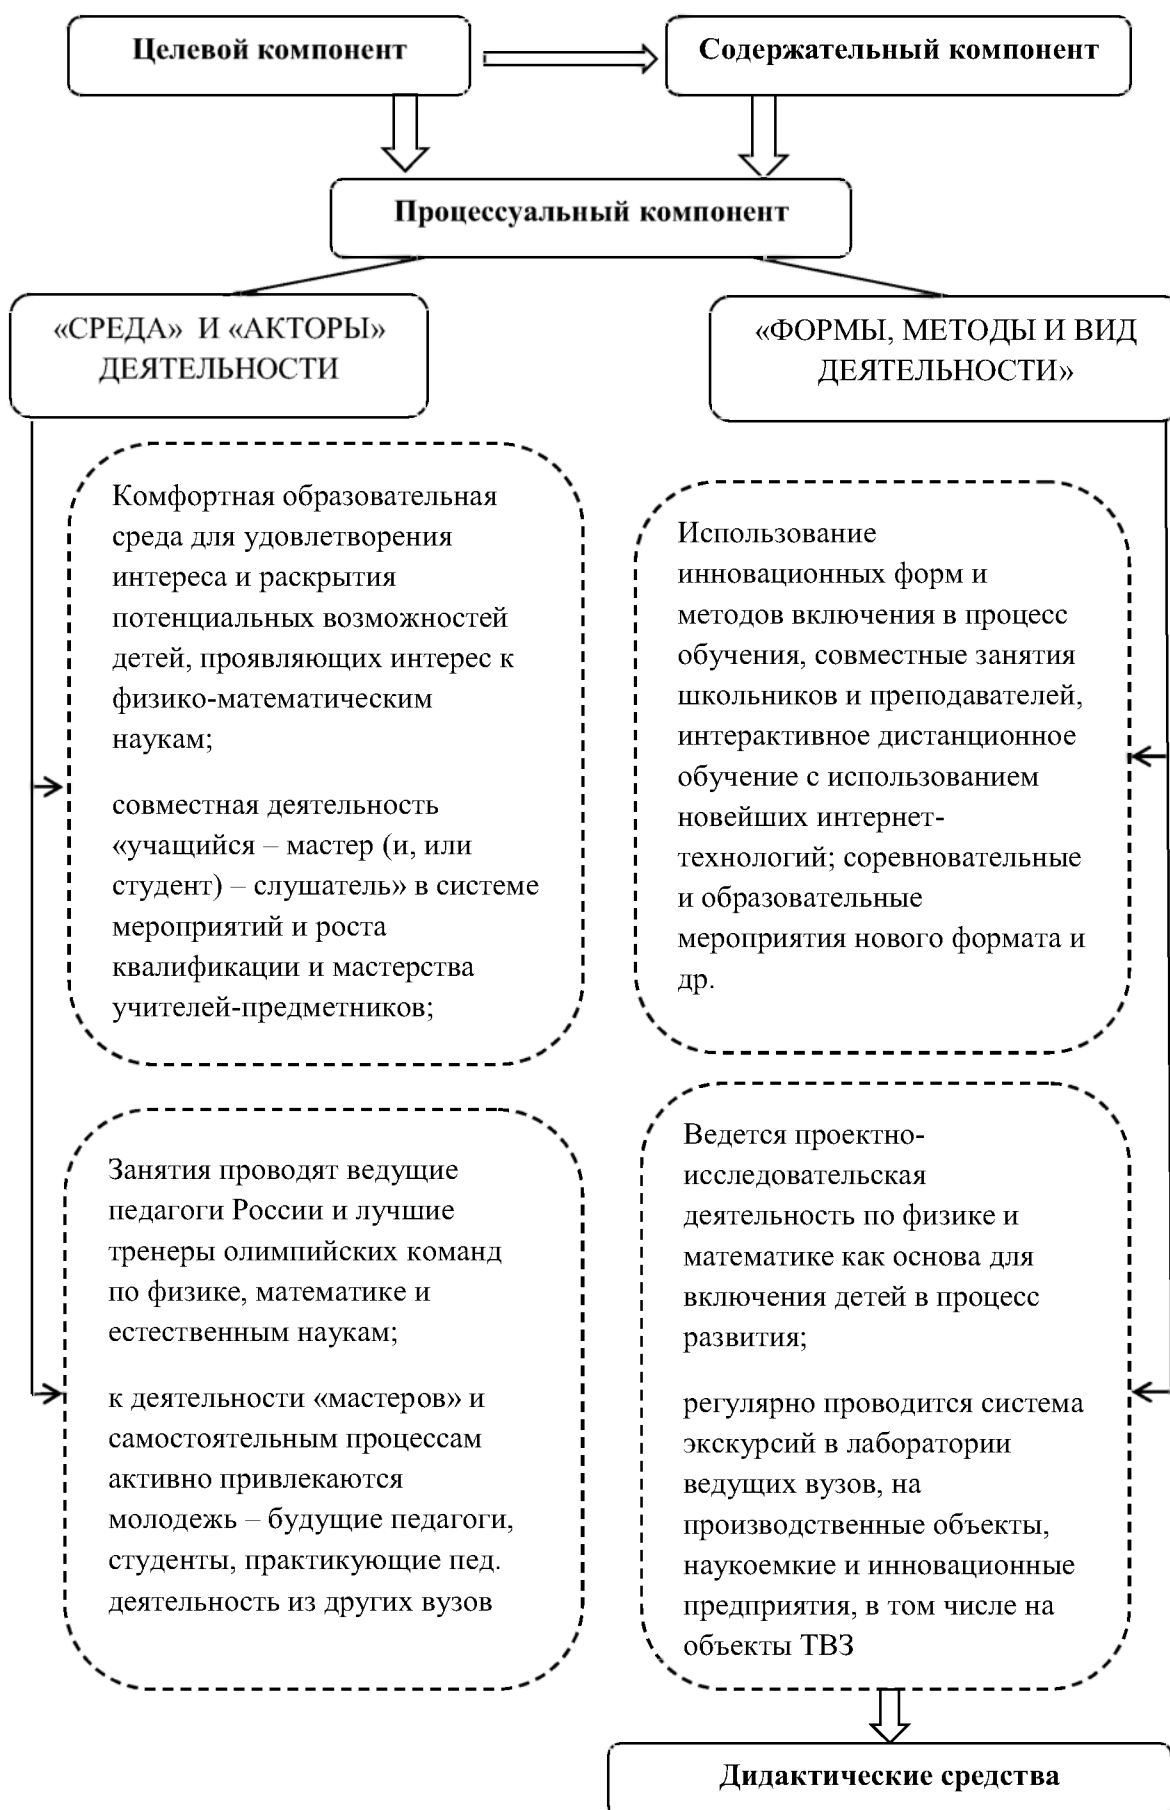 Целевой компонент
Содержательный компонент
Процессуальный компонент
«СРЕДА» И «АКТОРЫ»
ДЕЯТЕЛЬНОСТИ
«ФОРМЫ, МЕТОДЫ И ВИД
ДЕЯТЕЛЬНОСТИ»
Комфортная образовательная
среда для удовлетворения
интереса и раскрытия
потенциальных возможностей
детей, проявляющих интерес к
физико-математическим
наукам;
совместная деятельность
«учащийся – мастер (и, или
студент) – слушатель» в системе
мероприятий и роста
квалификации и мастерства
учителей-предметников;
Использование
инновационных форм и
методов включения в процесс
обучения, совместные занятия
школьников и преподавателей,
интерактивное дистанционное
обучение с использованием
новейших интернет-
технологий; соревновательные
и образовательные
мероприятия нового формата и
др.
Занятия проводят ведущие
педагоги России и лучшие
тренеры олимпийских команд
по физике, математике и
естественным наукам;
к деятельности «мастеров» и
самостоятельным процессам
активно привлекаются
молодежь – будущие педагоги,
студенты, практикующие пед.
деятельность из других вузов
Ведется проектно-
исследовательская
деятельность по физике и
математике как основа для
включения детей в процесс
развития;
регулярно проводится система
экскурсий в лаборатории
ведущих вузов, на
производственные объекты,
наукоемкие и инновационные
предприятия, в том числе на
объекты ТВЗ
Дидактические средства